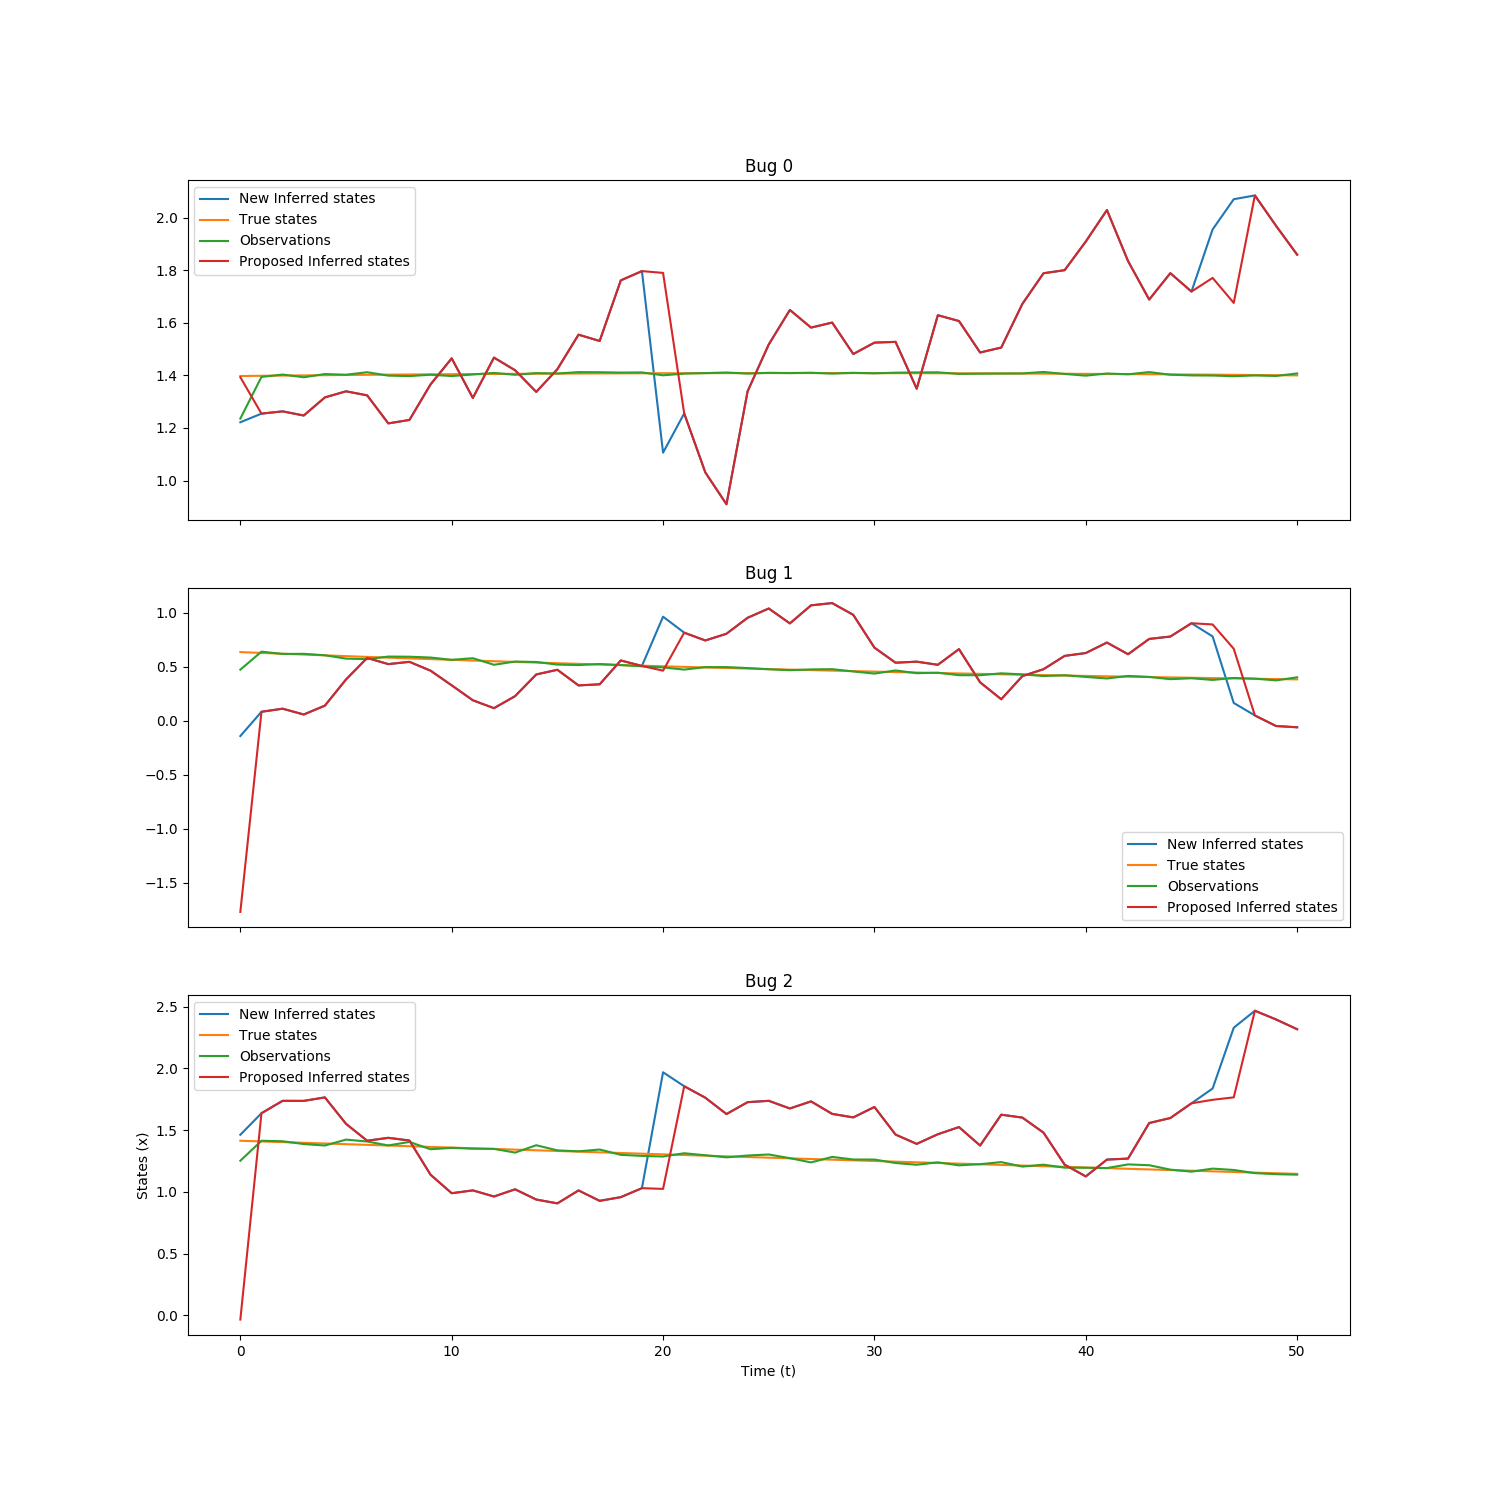 Bug 0
New Inferred states
True states
Observations
Proposed Inferred states
2.0
1.8
1.6
1.4
1.2
1.0
Bug 1
1.0
0.5
0.0
−0.5
−1.0
−1.5
New Inferred states
True states
Observations
Proposed Inferred states
Bug 2
New Inferred states
True states
Observations
Proposed Inferred states
2.5
2.0
1.5
1.0
0.5
0.0
States (x)
0 10 20 30 40 50
Time (t)